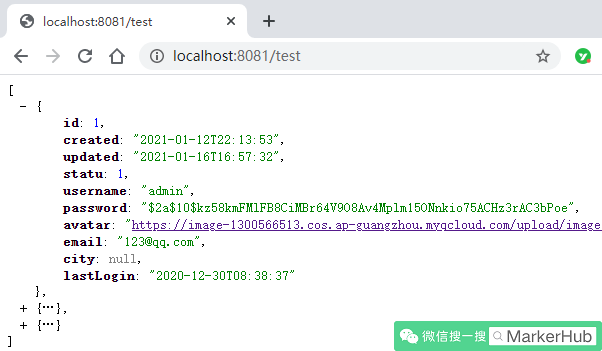 localhost:8081/test
localhost:8081/test
[
- {
id: 1,
created: "2021-01-12T22:13:53",
updated: "2021-01-16T16:57:32",
statu: 1,
username: "admin",
password: "$2a$10$kz58kmFMlFB8CiMBr64V9O8Av4Mplm15ONnkio75ACHz3rAC3bPoe",
avatar: "https://image-1300566513.cos.ap-guangzhou.myqcloud.com/upload/image
email: "123@qq.com",
city: null,
lastLogin: "2020-12-30T08:38:37"
},
+ {…},
+ {…}
]
微信搜一搜 MarkerHub